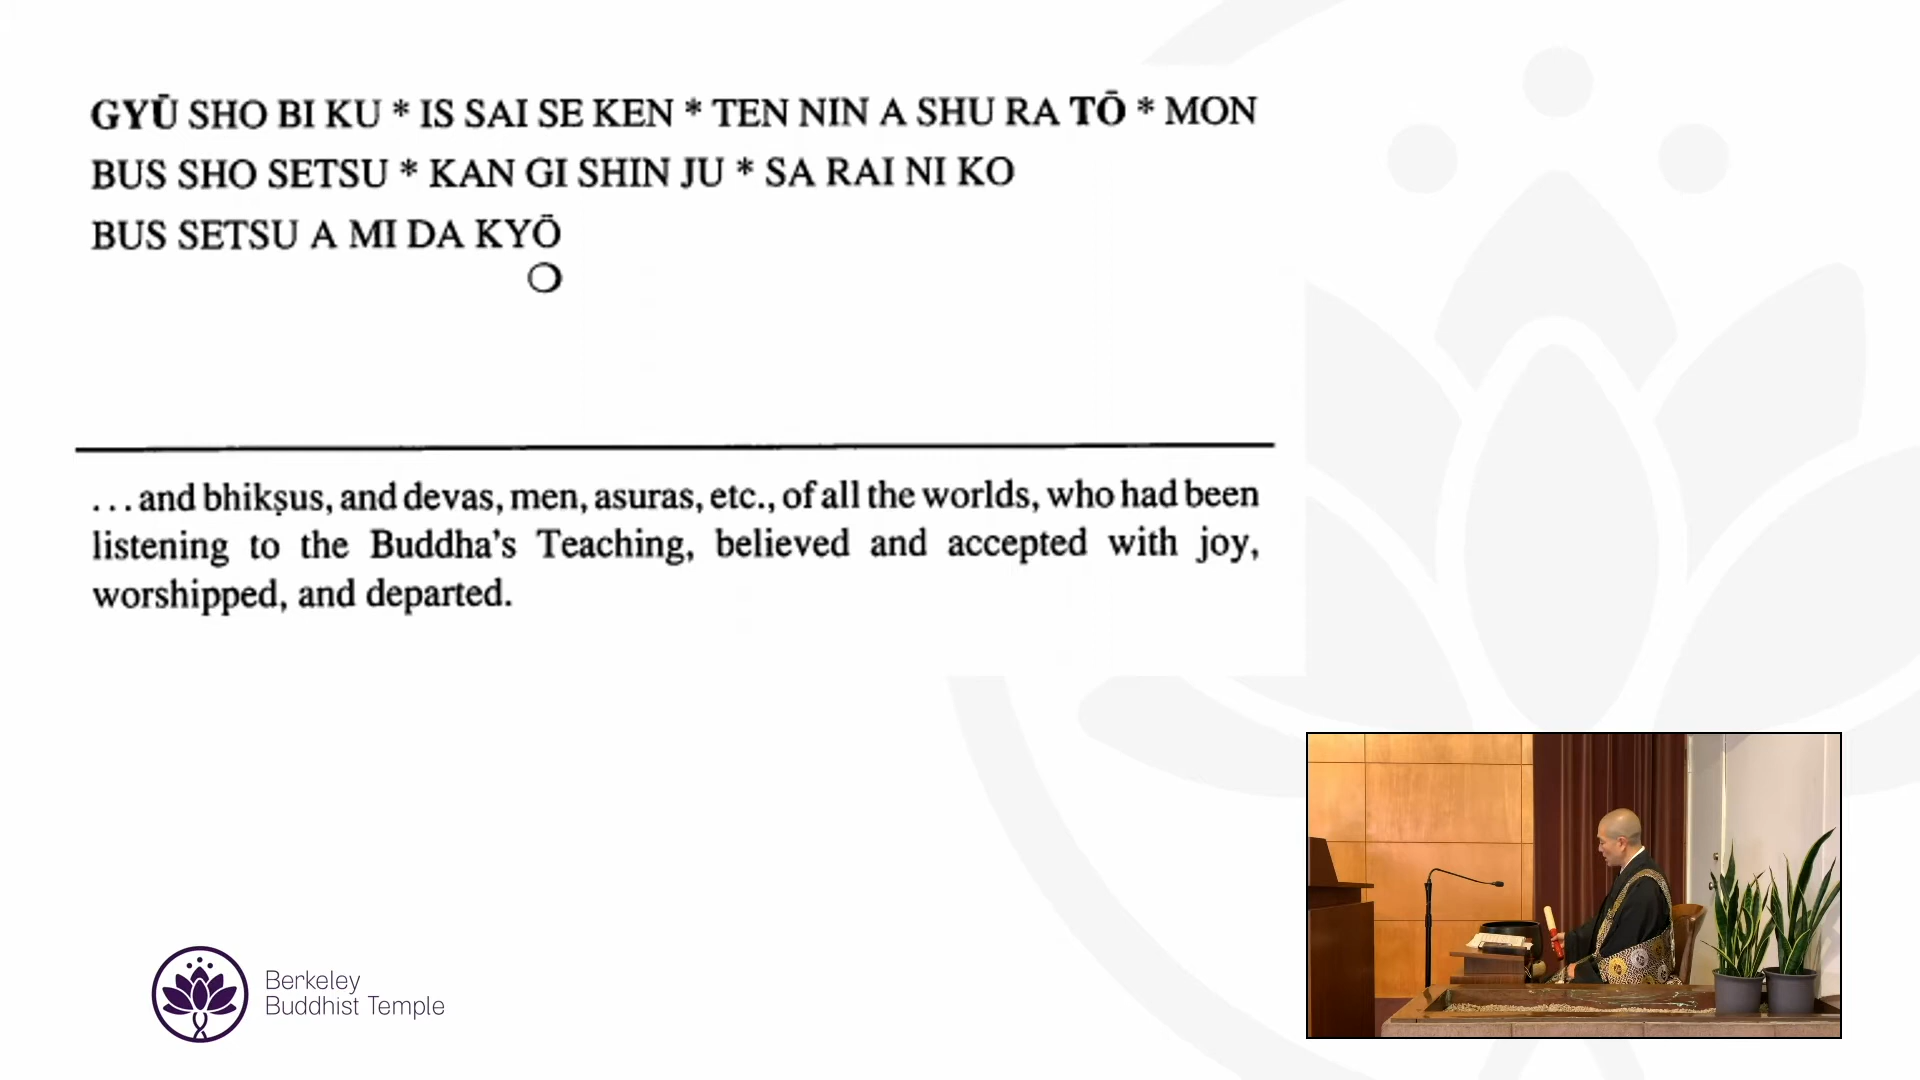 GYŪ SHO BI KU * IS SAI SE KEN * TEN NIN A SHU RA TŌ * MON
BUS SHO SETSU * KAN GI SHIN JU * SA RAI NI KO
BUS SETSU A MI DA KYŌ
○
...and bhikṣus, and devas, men, asuras, etc., of all the worlds, who had been
listening to the Buddha's Teaching, believed and accepted with joy,
worshipped, and departed.
Berkeley
Buddhist Temple